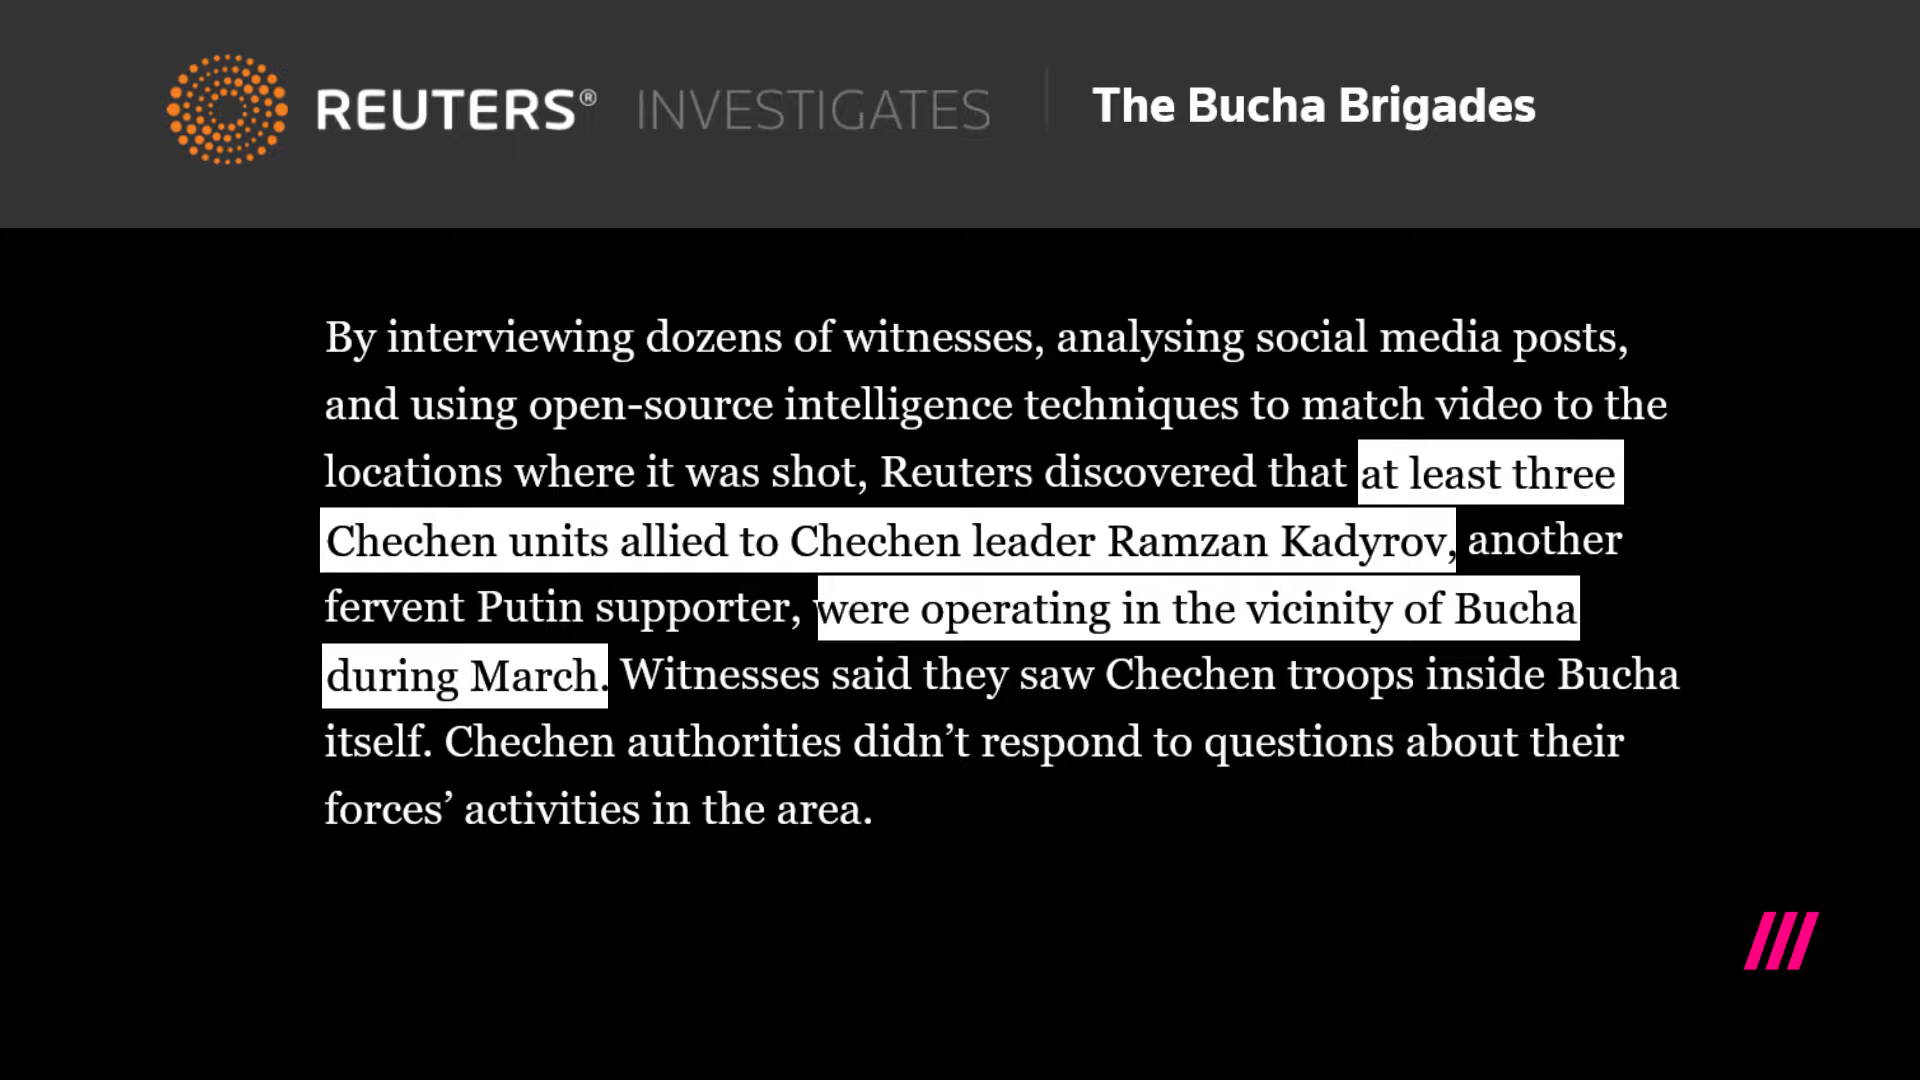 REUTERS® INVESTIGATES The Bucha Brigades
By interviewing dozens of witnesses, analysing social media posts,
and using open-source intelligence techniques to match video to the
locations where it was shot, Reuters discovered that at least three
Chechen units allied to Chechen leader Ramzan Kadyrov, another
fervent Putin supporter, were operating in the vicinity of Bucha
during March. Witnesses said they saw Chechen troops inside Bucha
itself. Chechen authorities didn’t respond to questions about their
forces’ activities in the area.